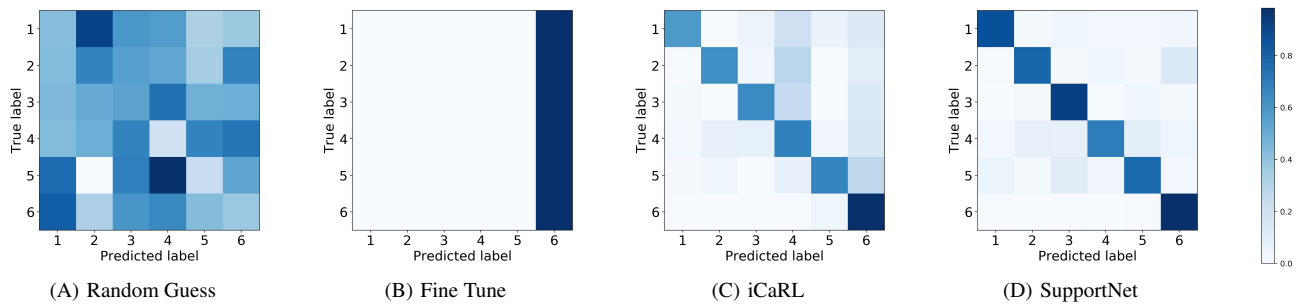 True label
1
2
3
4
5
6
1 2 3 4 5 6
Predicted label
(A) Random Guess
True label
1
2
3
4
5
6
1 2 3 4 5 6
Predicted label
(B) Fine Tune
True label
1
2
3
4
5
6
1 2 3 4 5 6
Predicted label
(C) iCaRL
True label
1
2
3
4
5
6
1 2 3 4 5 6
Predicted label
(D) SupportNet
0.8
0.6
0.4
0.2
0.0